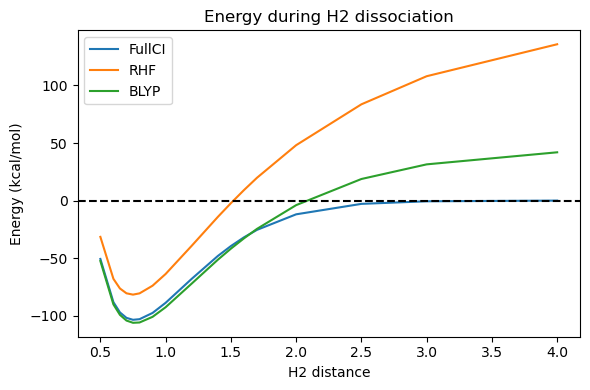 Energy during H2 dissociation
FullCI
RHF
BLYP
Energy (kcal/mol)
100
50
0
−50
−100
0.5 1.0 1.5 2.0 2.5 3.0 3.5 4.0
H2 distance